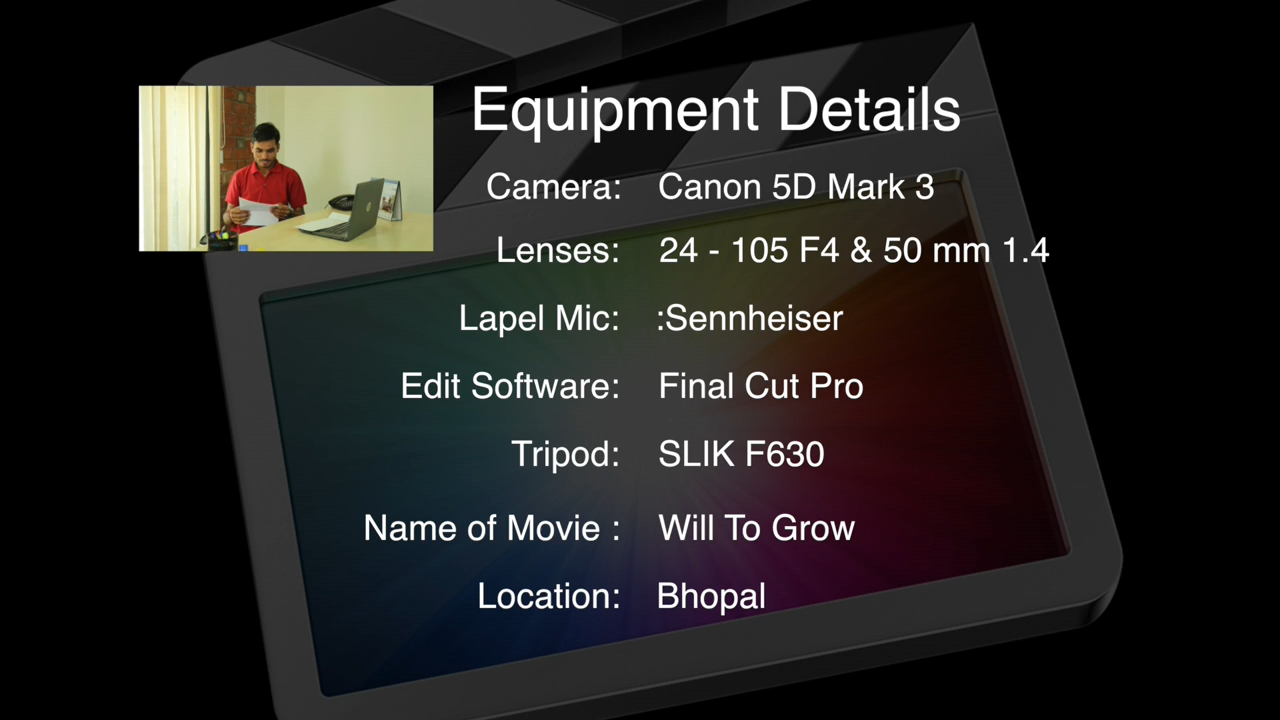 Equipment Details
Camera: Canon 5D Mark 3
Lenses: 24 - 105 F4 & 50 mm 1.4
Lapel Mic: :Sennheiser
Edit Software: Final Cut Pro
Tripod: SLIK F630
Name of Movie : Will To Grow
Location: Bhopal